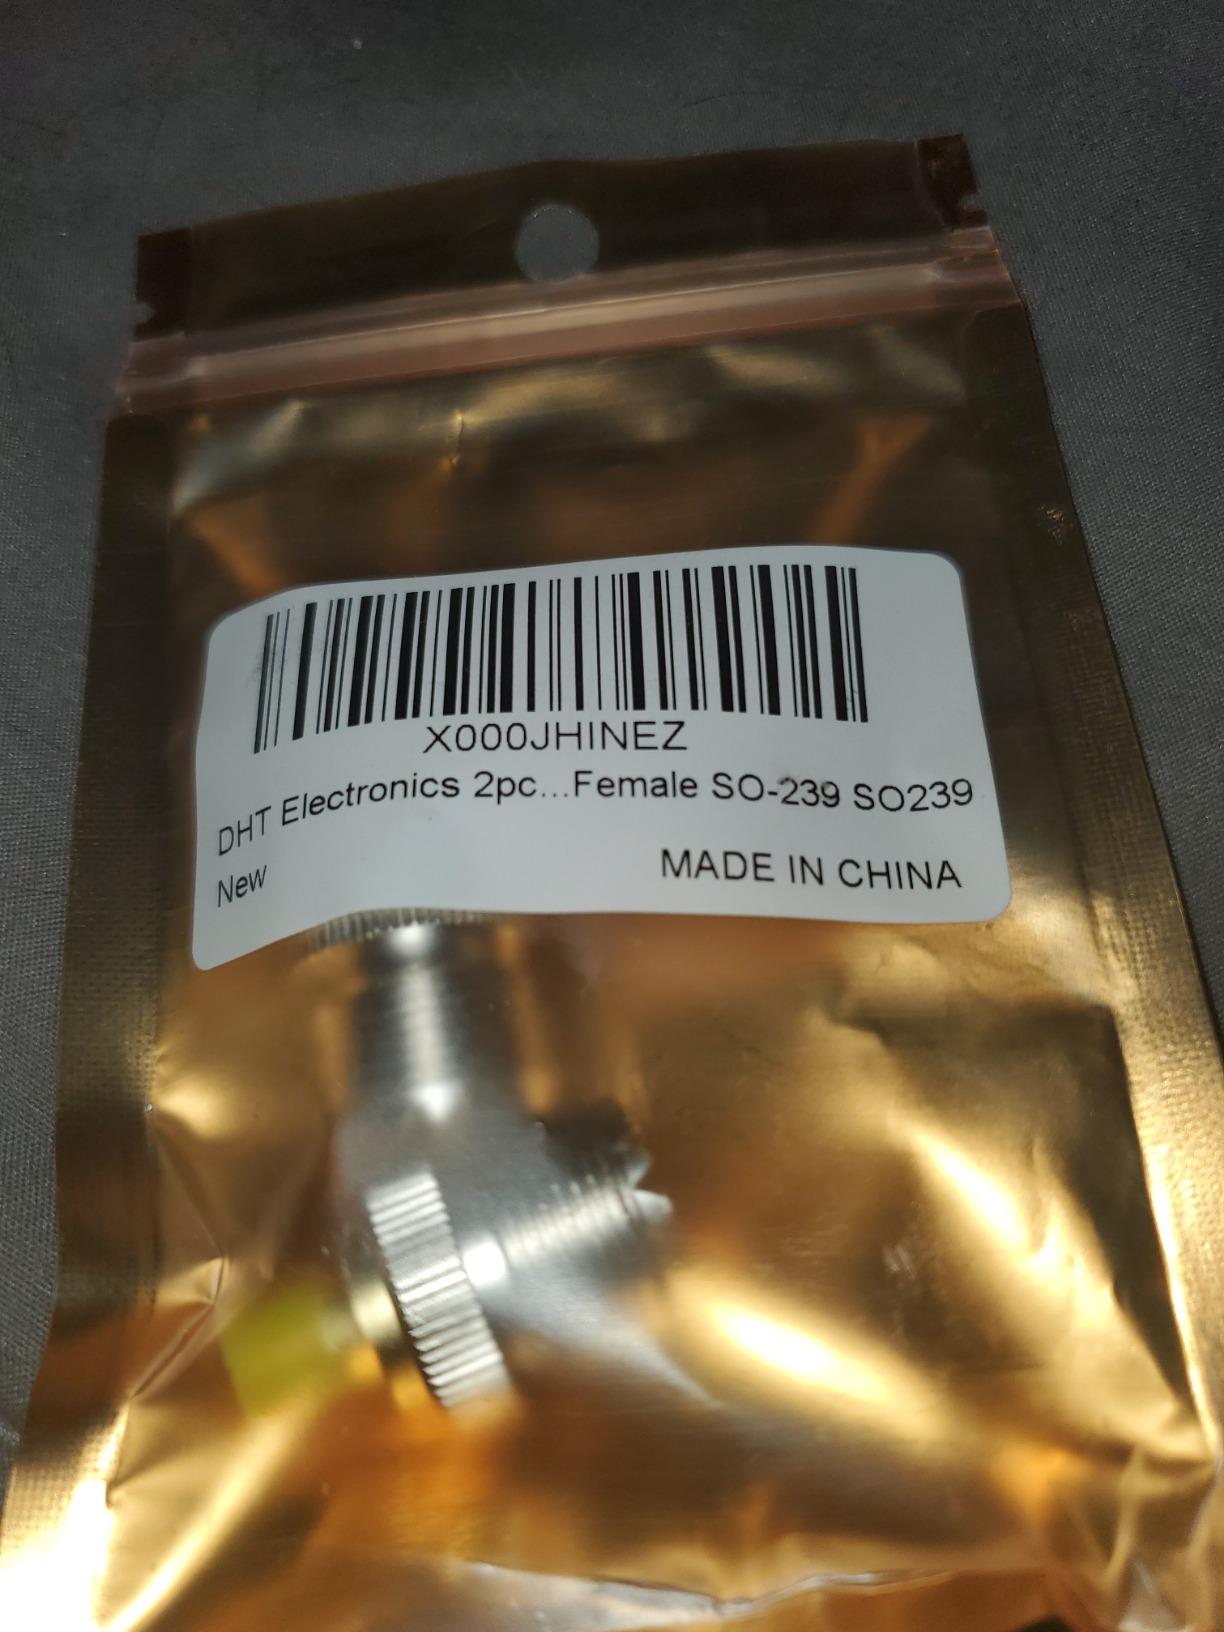 X000JHINEZ
DHT Electronics 2pc...Female SO-239 SO239
New
MADE IN CHINA